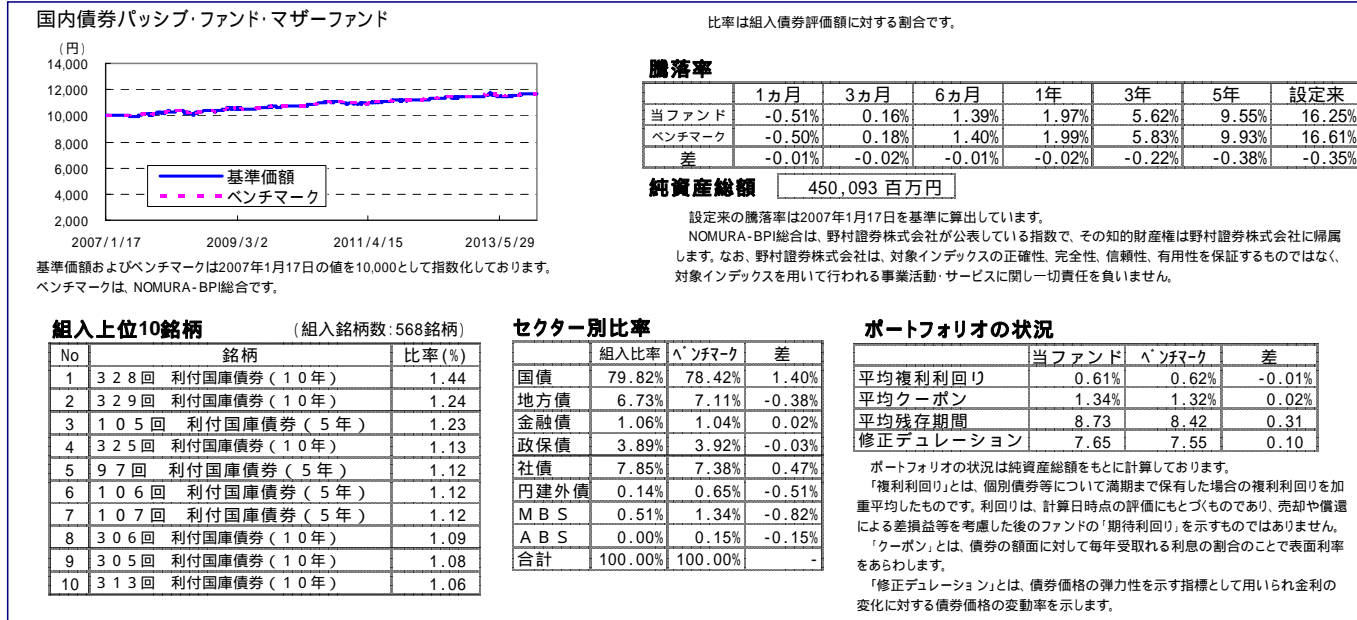 国内債券パッシブ・ファンド・マザーファンド
(円)
14,000
12,000
10,000
8,000
6,000
4,000
2,000
基準価額
ベンチマーク
2007/1/17 2009/3/2 2011/4/15 2013/5/29
基準価額およびベンチマークは2007年1月17日の値を10,000として指数化しております。
ベンチマークは、NOMURA-BPI総合です。
比率は組入債券評価額に対する割合です。
騰落率
1ヵ月 3ヵ月 6ヵ月 1年 3年 5年 設定来
当ファンド -0.51% 0.16% 1.39% 1.97% 5.62% 9.55% 16.25%
ベンチマーク -0.50% 0.18% 1.40% 1.99% 5.83% 9.93% 16.61%
差 -0.01% -0.02% -0.01% -0.02% -0.22% -0.38% -0.35%
純資産総額 450,093 百万円
設定来の騰落率は2007年1月17日を基準に算出しています。
NOMURA-BPI総合は、野村證券株式会社が公表している指数で、その知的財産権は野村證券株式会社に帰属
します。なお、野村證券株式会社は、対象インデックスの正確性、完全性、信頼性、有用性を保証するものではなく、
対象インデックスを用いて行われる事業活動・サービスに関し一切責任を負いません。
組入上位10銘柄 (組入銘柄数:568銘柄)
No 銘柄 比率(%)
1 328回 利付国庫債券(10年) 1.44
2 329回 利付国庫債券(10年) 1.24
3 105回 利付国庫債券(5年) 1.23
4 325回 利付国庫債券(10年) 1.13
5 97回 利付国庫債券(5年) 1.12
6 106回 利付国庫債券(5年) 1.12
7 107回 利付国庫債券(5年) 1.12
8 306回 利付国庫債券(10年) 1.09
9 305回 利付国庫債券(10年) 1.08
10 313回 利付国庫債券(10年) 1.06
セクター別比率
組入比率 ベンチマーク 差
国債 79.82% 78.42% 1.40%
地方債 6.73% 7.11% -0.38%
金融債 1.06% 1.04% 0.02%
政保債 3.89% 3.92% -0.03%
社債 7.85% 7.38% 0.47%
円建外債 0.14% 0.65% -0.51%
MBS 0.51% 1.34% -0.82%
ABS 0.00% 0.15% -0.15%
合計 100.00% 100.00% -
ポートフォリオの状況
当ファンド ベンチマーク 差
平均複利利回り 0.61% 0.62% -0.01%
平均クーポン 1.34% 1.32% 0.02%
平均残存期間 8.73 8.42 0.31
修正デュレーション 7.65 7.55 0.10
ポートフォリオの状況は純資産総額をもとに計算しております。
「複利利回り」とは、個別債券等について満期まで保有した場合の複利利回りを加
重平均したものです。利回りは、計算日時点の評価にもとづくものであり、売却や償還
による差損益等を考慮した後のファンドの「期待利回り」を示すものではありません。
「クーポン」とは、債券の額面に対して毎年受取れる利息の割合のことで表面利率
をあらわします。
「修正デュレーション」とは、債券価格の弾力性を示す指標として用いられ金利の
変化に対する債券価格の変動率を示します。